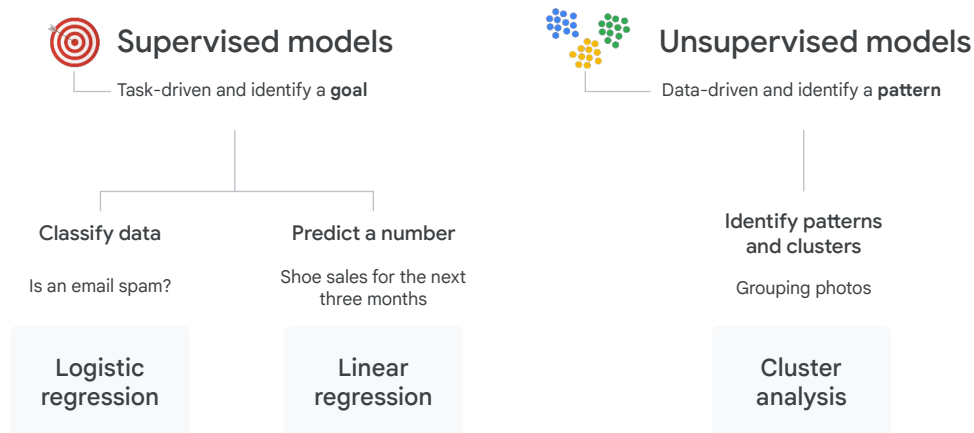 Supervised models
Task-driven and identify a goal
Classify data
Is an email spam?
Logistic
regression
Predict a number
Shoe sales for the next
three months
Linear
regression
Unsupervised models
Data-driven and identify a pattern
Identify patterns
and clusters
Grouping photos
Cluster
analysis